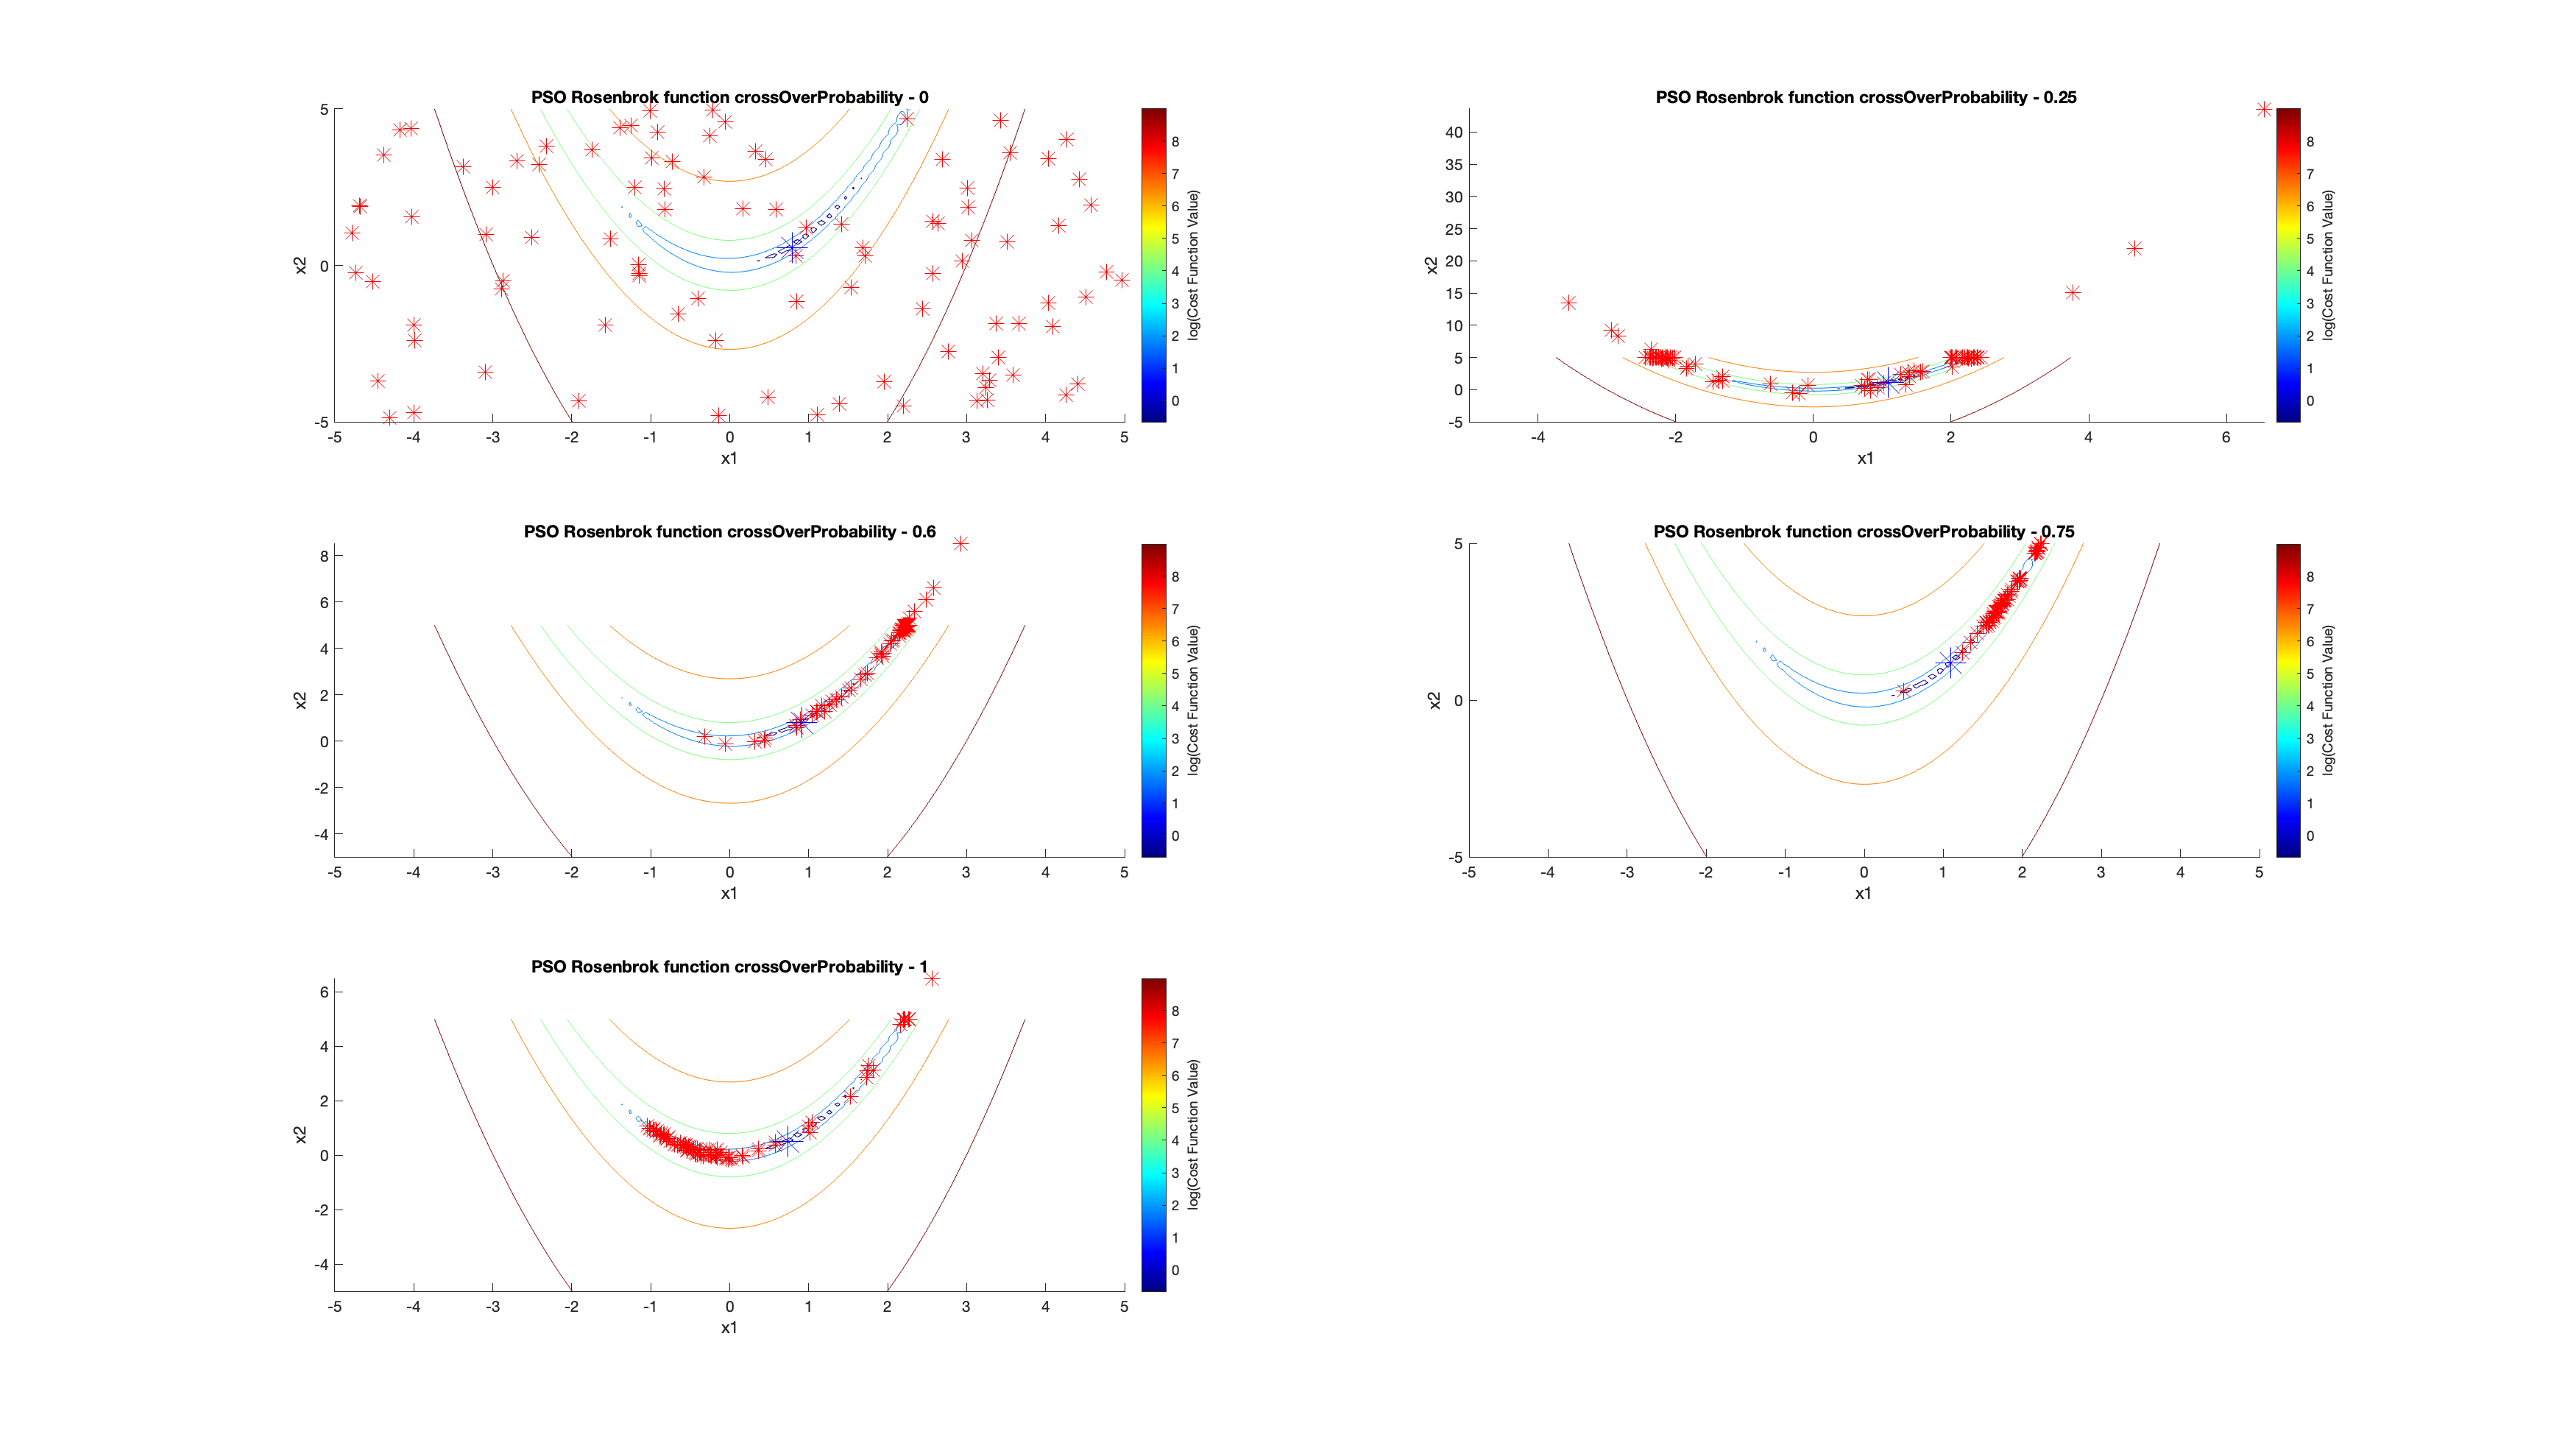 PSO Rosenbrok function crossOverProbability - 0
5
0
-5
x2
-5 -4 -3 -2 -1 0 1 2 3 4 5
x1
8
7
6
5
4
3
2
1
0
log(Cost Function Value)
PSO Rosenbrok function crossOverProbability - 0.25
40
35
30
25
20
15
10
5
0
-5
x2
-4 -2 0 2 4 6
x1
8
7
6
5
4
3
2
1
0
log(Cost Function Value)
PSO Rosenbrok function crossOverProbability - 0.6
8
6
4
2
0
-2
-4
x2
-5 -4 -3 -2 -1 0 1 2 3 4 5
x1
8
7
6
5
4
3
2
1
0
log(Cost Function Value)
PSO Rosenbrok function crossOverProbability - 0.75
5
0
-5
x2
-5 -4 -3 -2 -1 0 1 2 3 4 5
x1
8
7
6
5
4
3
2
1
0
log(Cost Function Value)
PSO Rosenbrok function crossOverProbability - 1
6
4
2
0
-2
-4
x2
-5 -4 -3 -2 -1 0 1 2 3 4 5
x1
8
7
6
5
4
3
2
1
0
log(Cost Function Value)